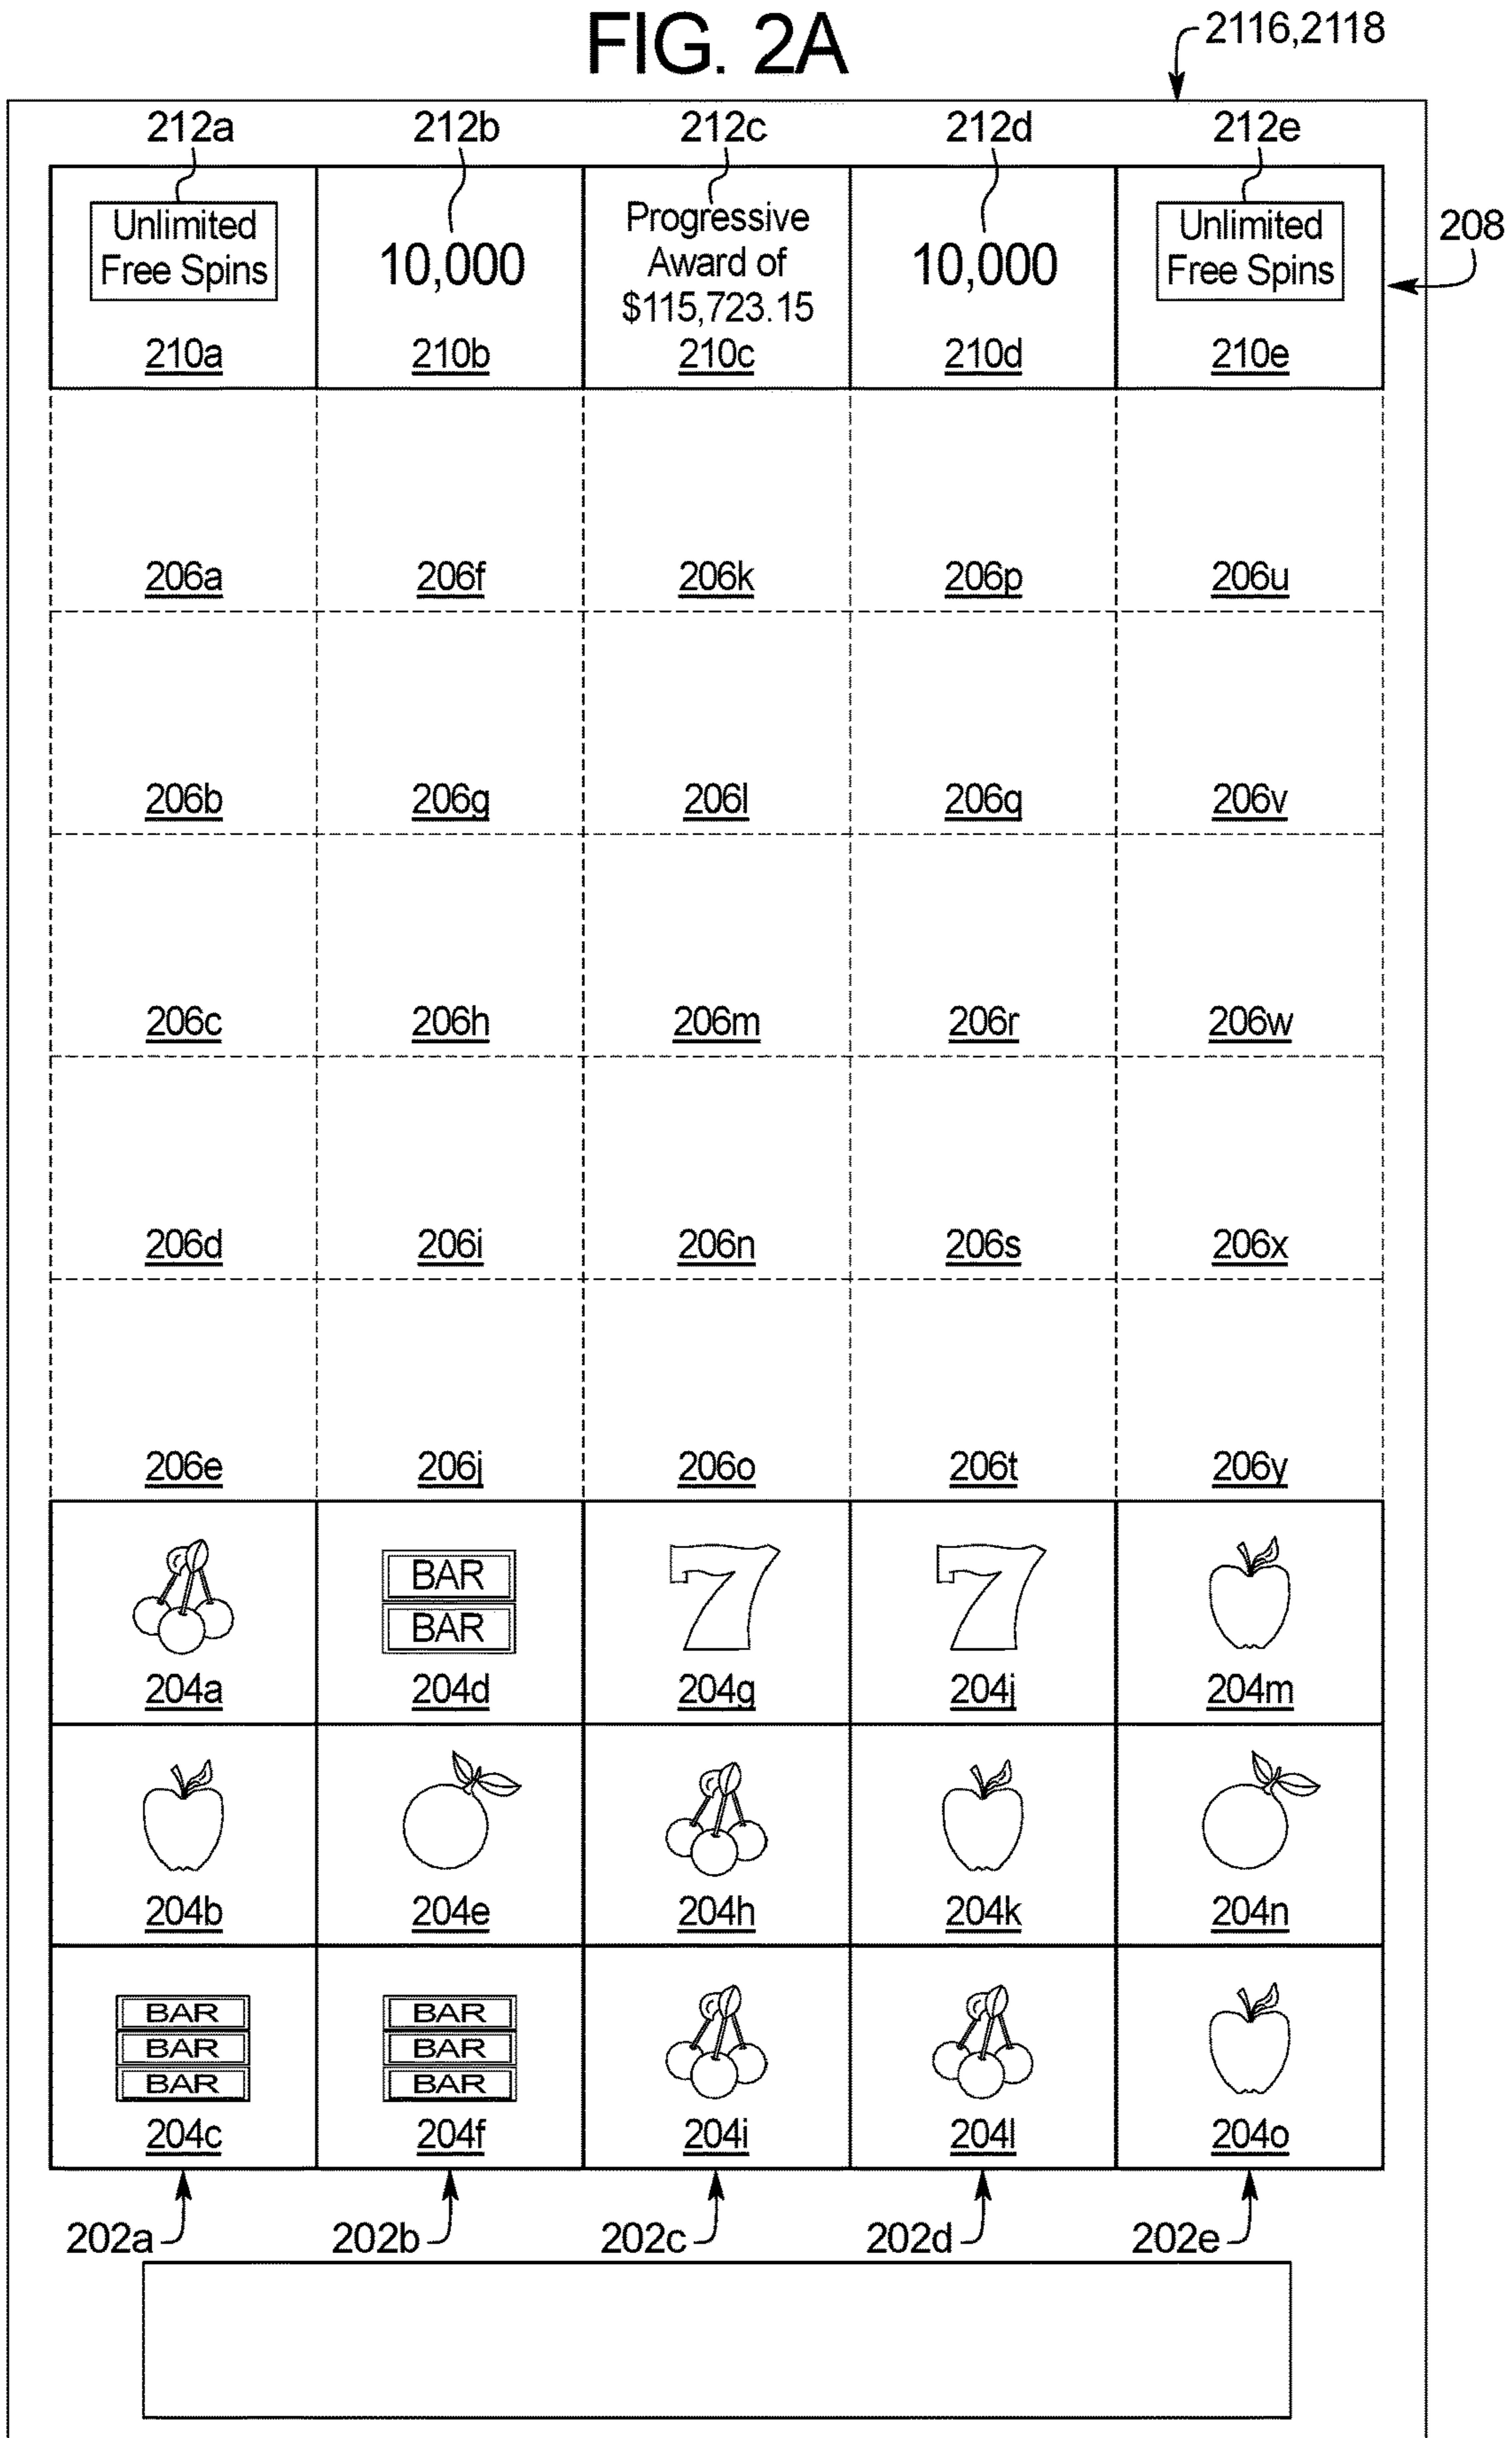 FIG. 2A
2116,2118
212a 212b 212c 212d 212e
Unlimited
Free Spins
10,000
Progressive
Award of
$115,723.15
10,000
Unlimited
Free Spins
208
210a 210b 210c 210d 210e
206a 206f 206k 206p 206u
206b 206g 206l 206q 206v
206c 206h 206m 206r 206w
206d 206i 206n 206s 206x
206e 206j 206o 206t 206y
BAR
BAR
204a 204d 204g 204j 204m
204b 204e 204h 204k 204n
BAR BAR
BAR BAR
BAR BAR
204c 204f 204i 204l 204o
202a 202b 202c 202d 202e